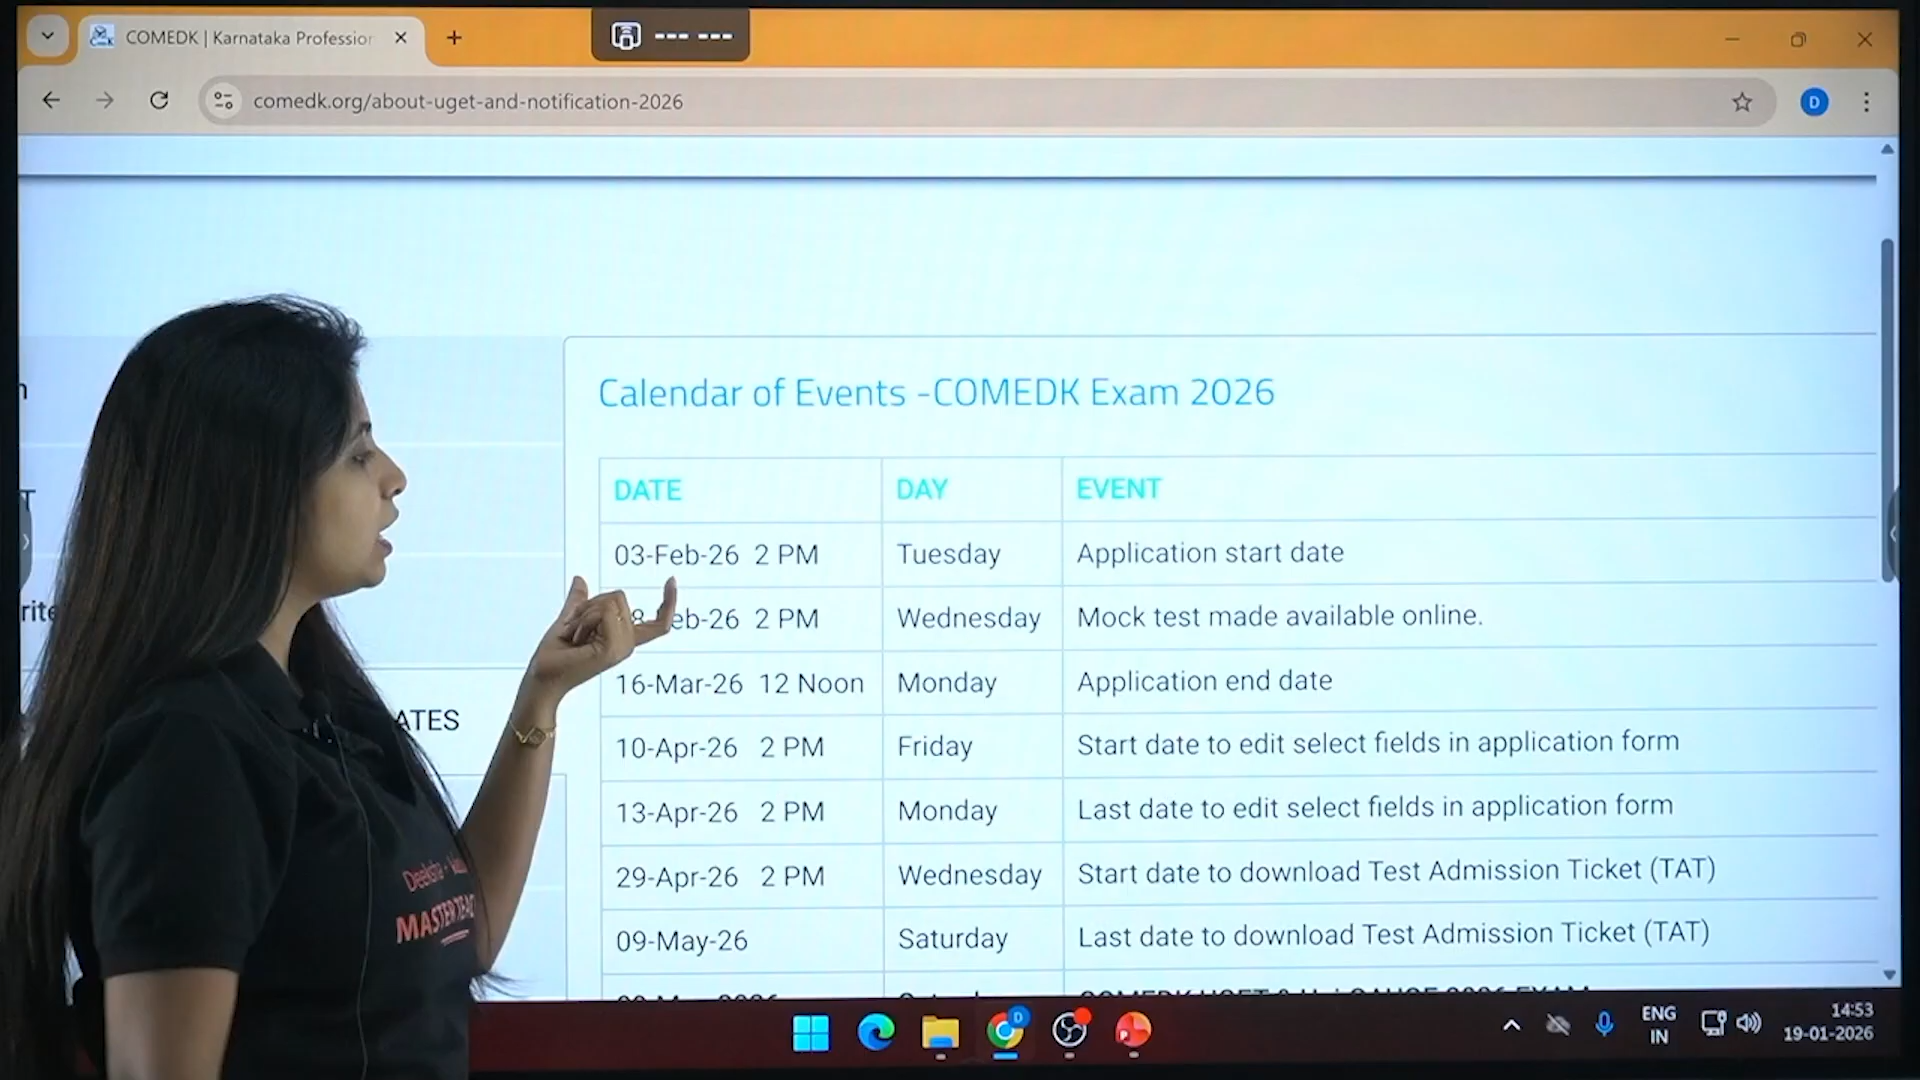 COMEDK | Karnataka Profession
comedk.org/about-uget-and-notification-2026
D
Calendar of Events -COMEDK Exam 2026
DATE DAY EVENT
03-Feb-26 2 PM Tuesday Application start date
8-Feb-26 2 PM Wednesday Mock test made available online.
16-Mar-26 12 Noon Monday Application end date
10-Apr-26 2 PM Friday Start date to edit select fields in application form
13-Apr-26 2 PM Monday Last date to edit select fields in application form
29-Apr-26 2 PM Wednesday Start date to download Test Admission Ticket (TAT)
09-May-26 Saturday Last date to download Test Admission Ticket (TAT)
ATES
MASTER
D
ENG
IN
14:53
19-01-2026